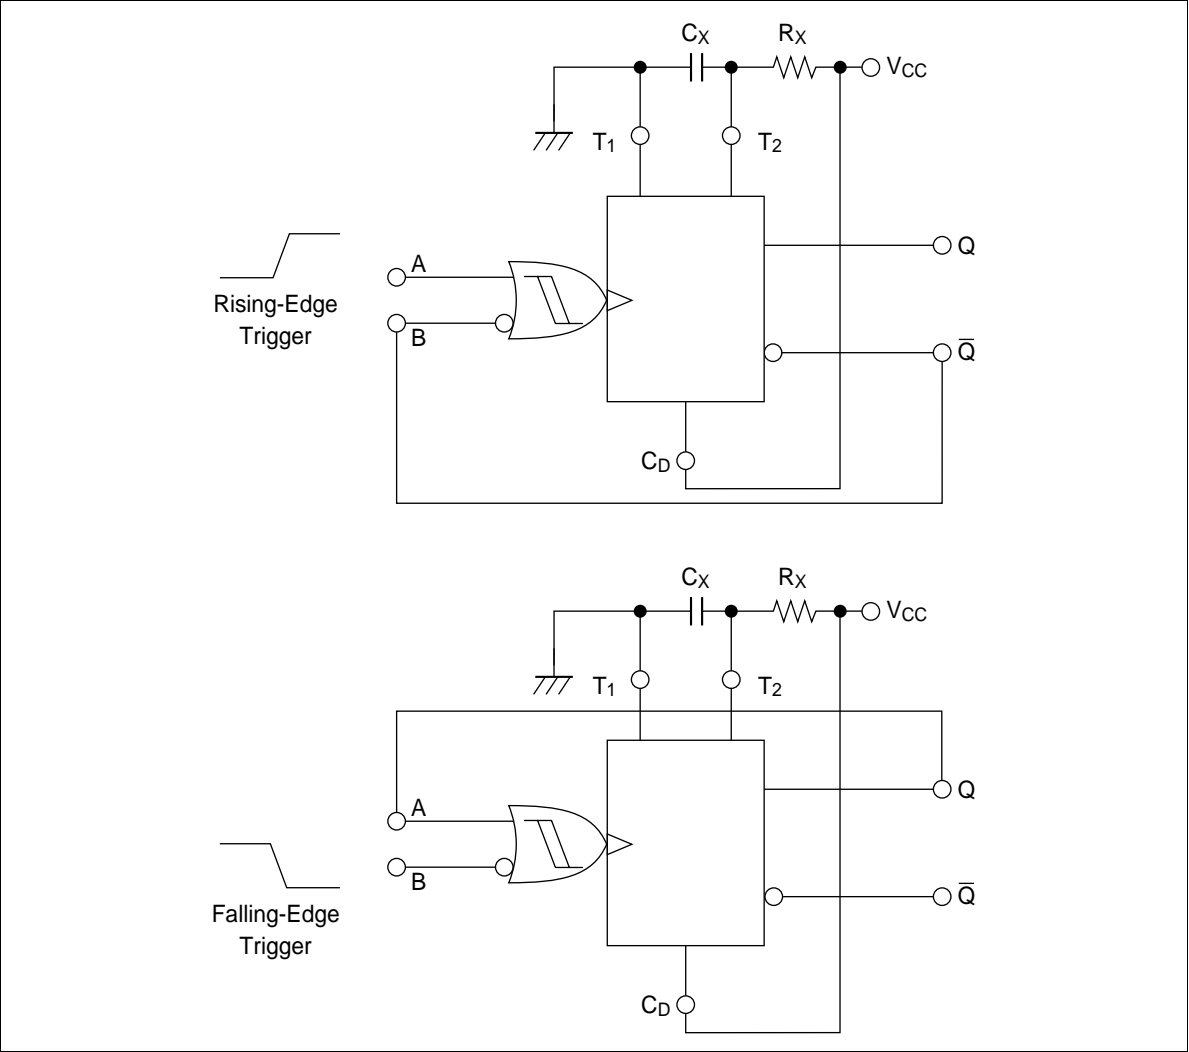 Cx Rx
VCC
T1 T2
A
Q
Rising-Edge
Trigger
B
Q̅
CD
Cx Rx
VCC
T1 T2
A
Q
B
Falling-Edge
Trigger
Q̅
CD